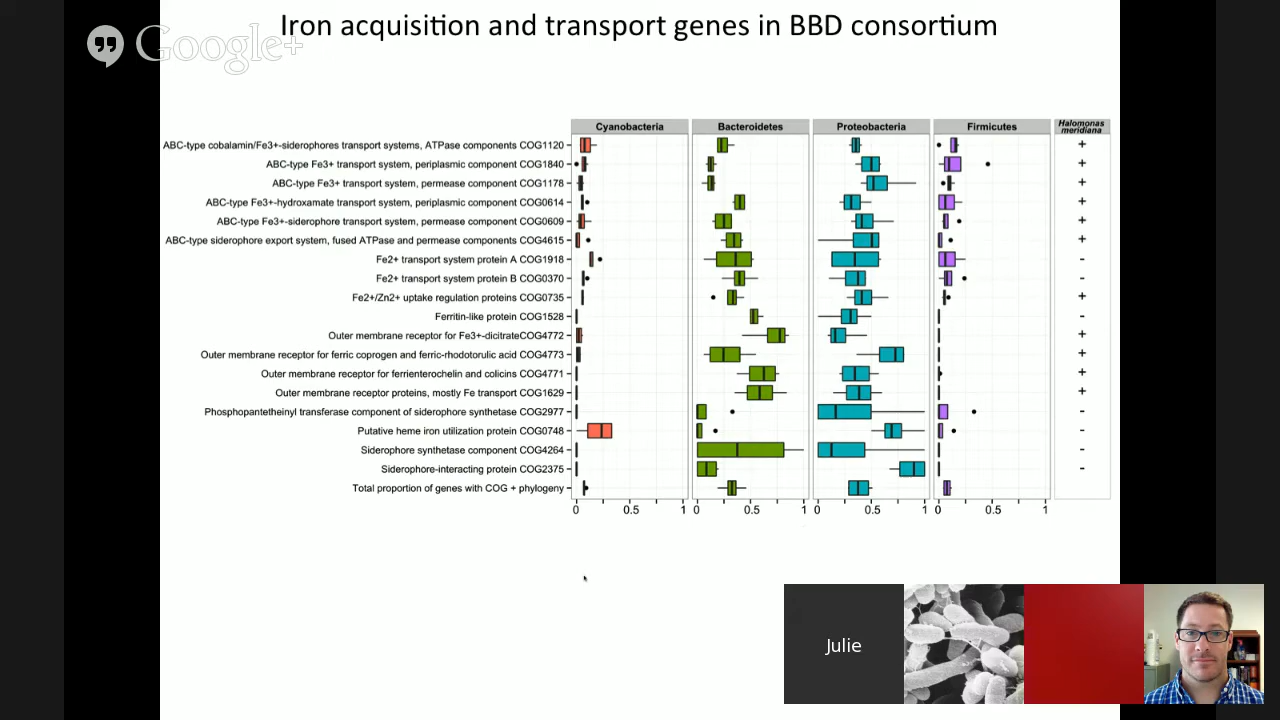 Iron acquisition and transport genes in BBD consortium
Google+
Cyanobacteria
Bacteroidetes
Proteobacteria
Firmicutes
Halomonas
meridiana
ABC-type cobalamin/Fe3+-siderophores transport systems, ATPase components COG1120 +
ABC-type Fe3+ transport system, periplasmic component COG1840 +
ABC-type Fe3+ transport system, permease component COG1178 +
ABC-type Fe3+-hydroxamate transport system, periplasmic component COG0614 +
ABC-type Fe3+-siderophore transport system, permease component COG0609 +
ABC-type siderophore export system, fused ATPase and permease components COG4615 +
Fe2+ transport system protein A COG1918 -
Fe2+ transport system protein B COG0370 -
Fe2+/Zn2+ uptake regulation proteins COG0735 +
Ferritin-like protein COG1528 -
Outer membrane receptor for Fe3+-dicitrateCOG4772 +
Outer membrane receptor for ferric coprogen and ferric-rhodotorulic acid COG4773 +
Outer membrane receptor for ferrienterochelin and colicins COG4771 +
Outer membrane receptor proteins, mostly Fe transport COG1629 +
Phosphopantetheinyl transferase component of siderophore synthetase COG2977 -
Putative heme iron utilization protein COG0748 -
Siderophore synthetase component COG4264 -
Siderophore-interacting protein COG2375 -
Total proportion of genes with COG + phylogeny
0 0.5 1 0 0.5 1 0 0.5 1 0 0.5 1
Julie